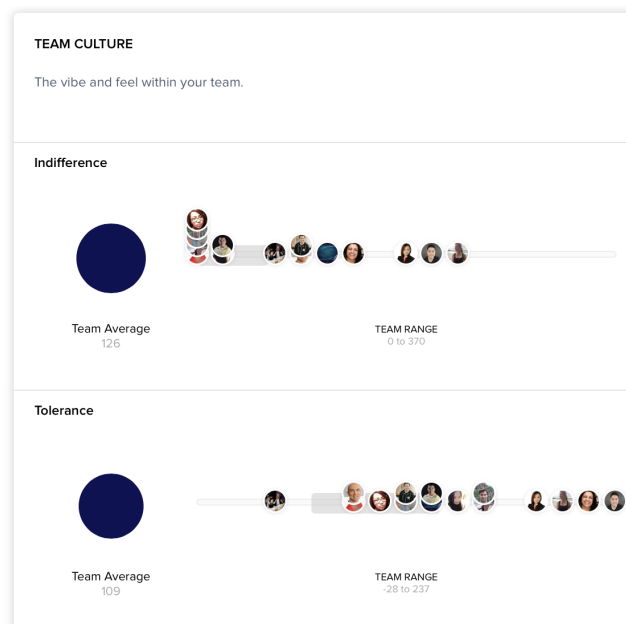 TEAM CULTURE
The vibe and feel within your team.
Indifference
Team Average
126
TEAM RANGE
0 to 370
Tolerance
Team Average
109
TEAM RANGE
-28 to 237